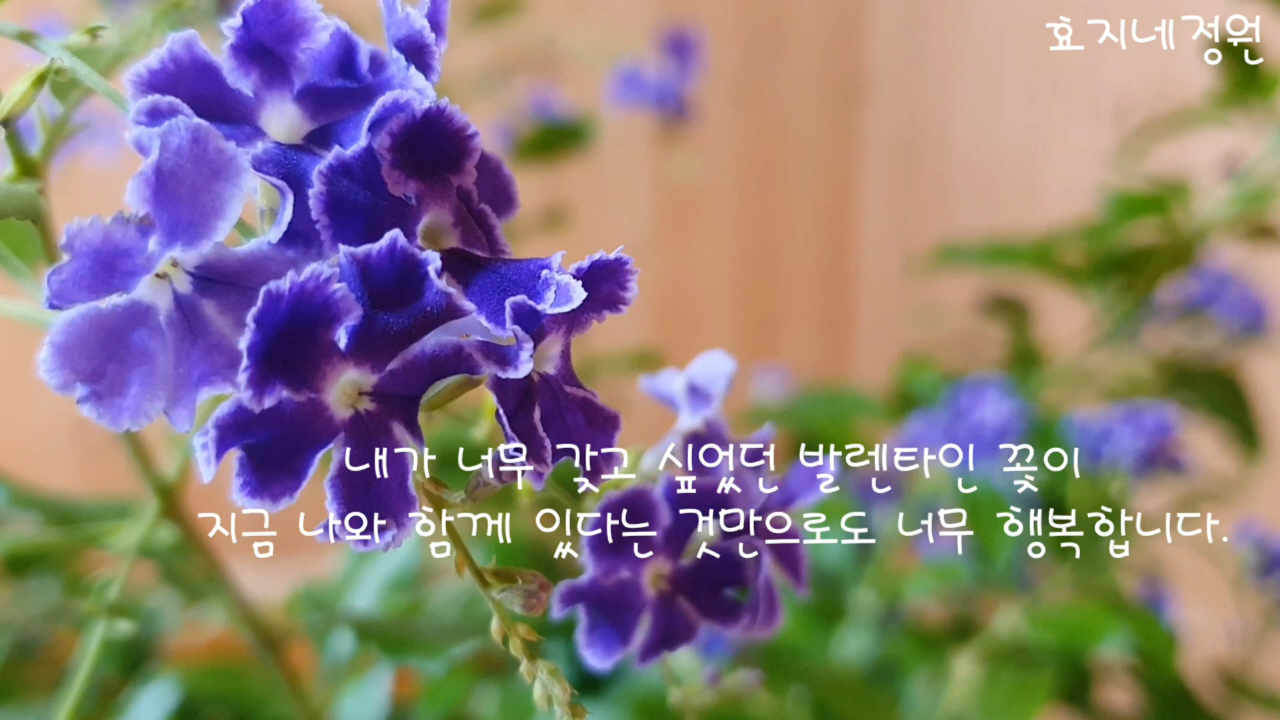 효지네정원
내가 너무 갖고 싶었던 발렌타인 꽃이
지금 나와 함께 있다는 것만으로도 너무 행복합니다.